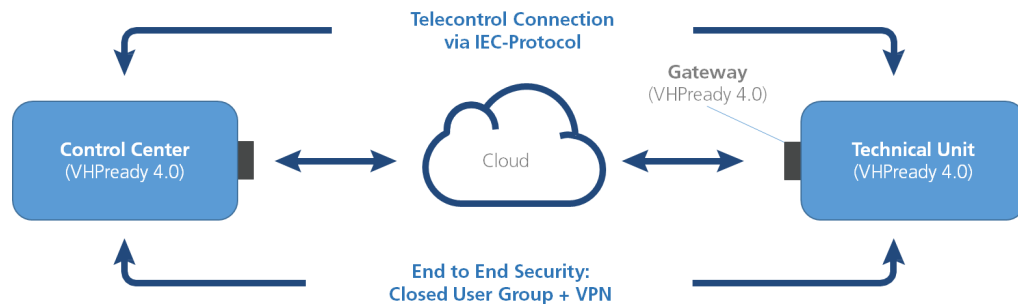 Telecontrol Connection
via IEC-Protocol
Gateway
(VHPready 4.0)
Control Center
(VHPready 4.0)
Cloud
Technical Unit
(VHPready 4.0)
End to End Security:
Closed User Group + VPN